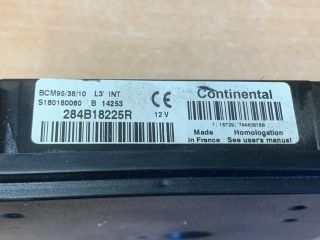 BCM95/38/10 L3' INT
S180180060 B 14253
284B18225R
12 V
CE
Continental
Made in France
Homologation See user's manual